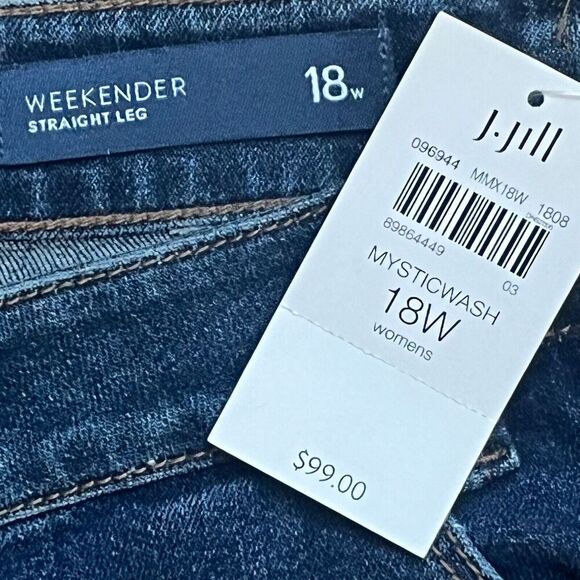 WEEKENDER
STRAIGHT LEG
18w
J.Jill
096944 MMX18W 1808
89864449 03
MYSTICWASH
18W
womens
$99.00